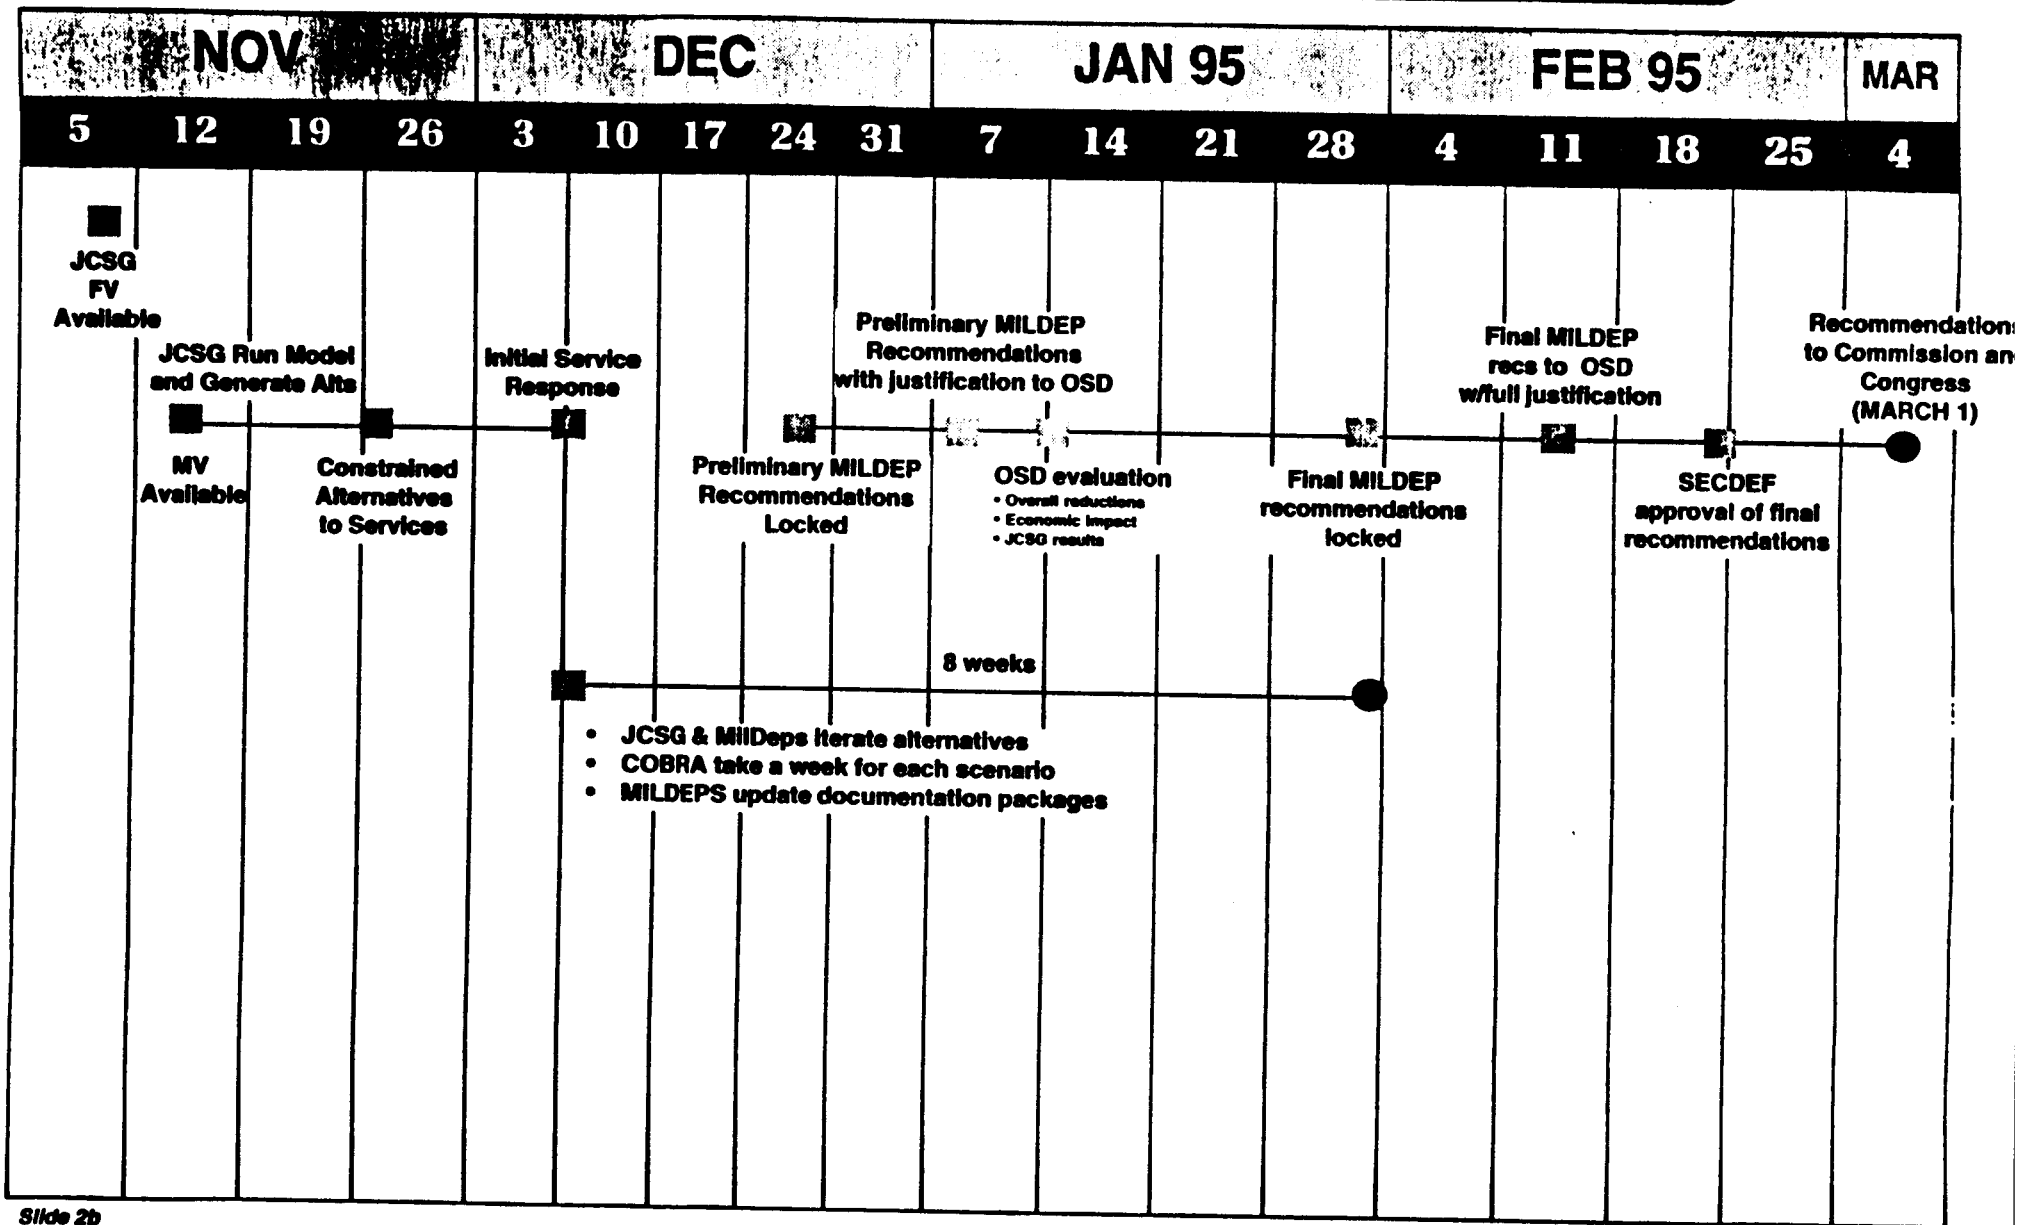 NOV DEC JAN 95 FEB 95 MAR
5 12 19 26 3 10 17 24 31 7 14 21 28 4 11 18 25 4
JCSG
FV
Available
JCSG Run Model
and Generate Alts
MV
Available
Constrained
Alternatives
to Services
Initial Service
Response
Preliminary MILDEP
Recommendations
Locked
Preliminary MILDEP
Recommendations
with justification to OSD
OSD evaluation
• Overall reductions
• Economic impact
• JCSG results
Final MILDEP
recommendations
locked
Final MILDEP
recs to OSD
w/full justification
SECDEF
approval of final
recommendations
Recommendation
to Commission an
Congress
(MARCH 1)
8 weeks
• JCSG & MilDeps iterate alternatives
• COBRA take a week for each scenario
• MILDEPS update documentation packages
Slide 2b